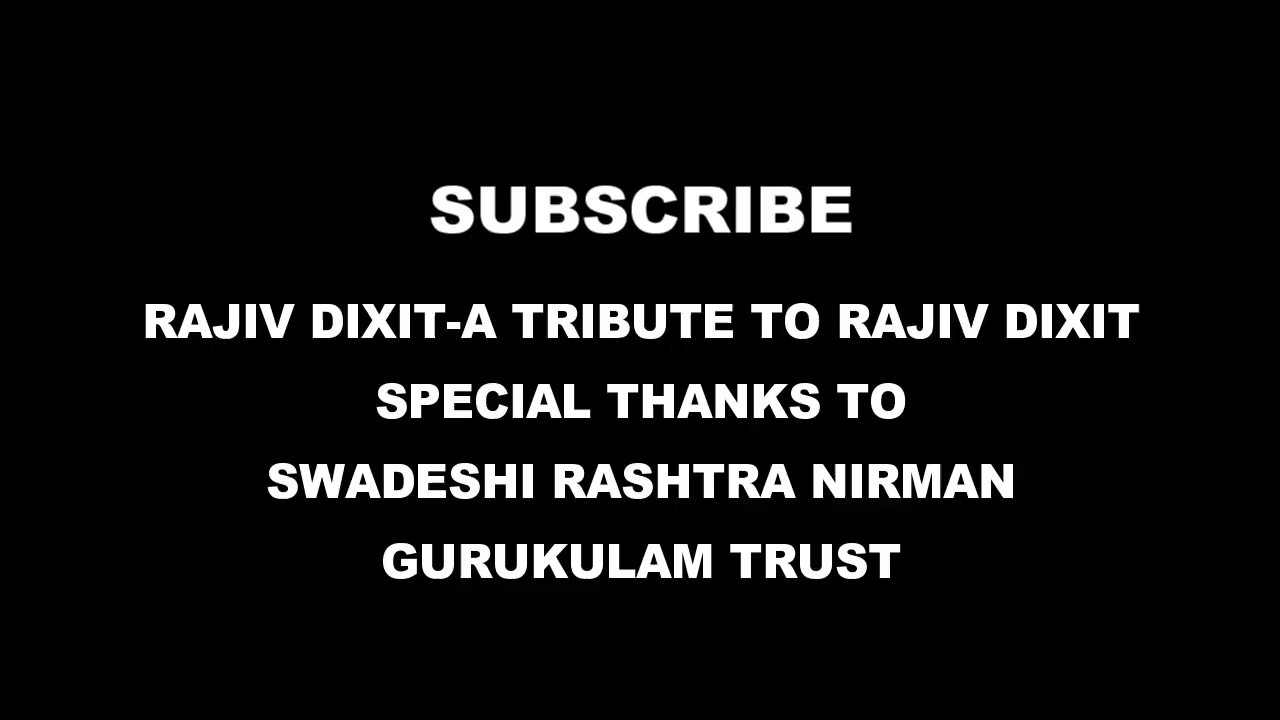 SUBSCRIBE
RAJIV DIXIT-A TRIBUTE TO RAJIV DIXIT
SPECIAL THANKS TO
SWADESHI RASHTRA NIRMAN
GURUKULAM TRUST